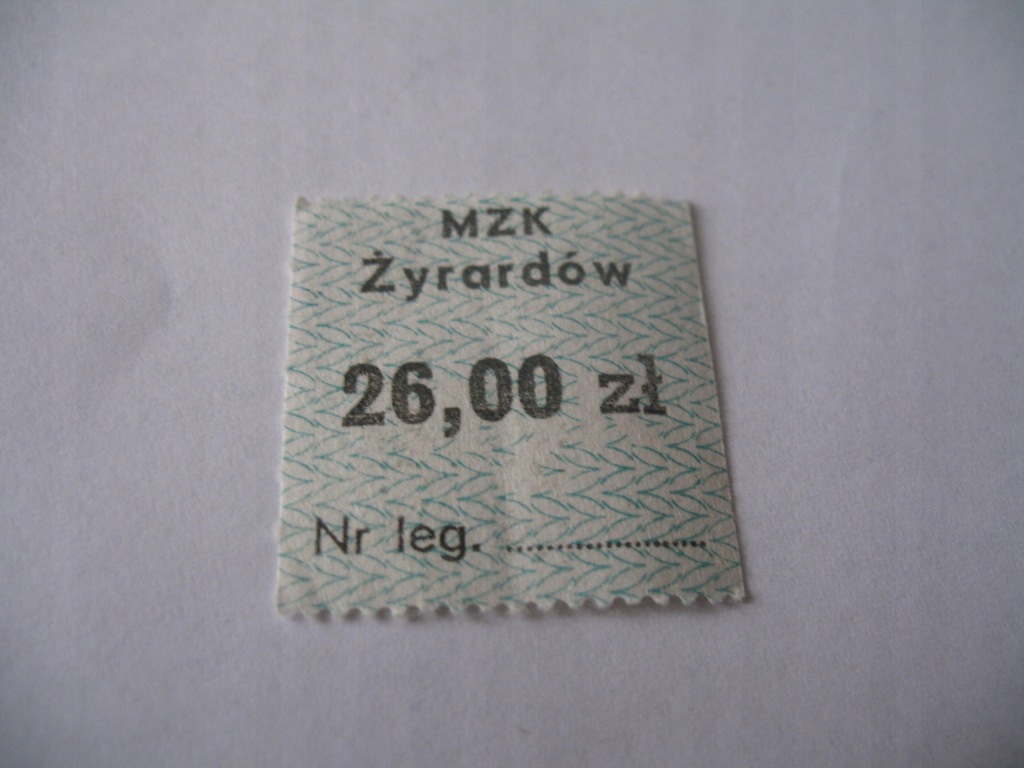 MZK
Żyrardów
26,00 zł
Nr leg. ....................